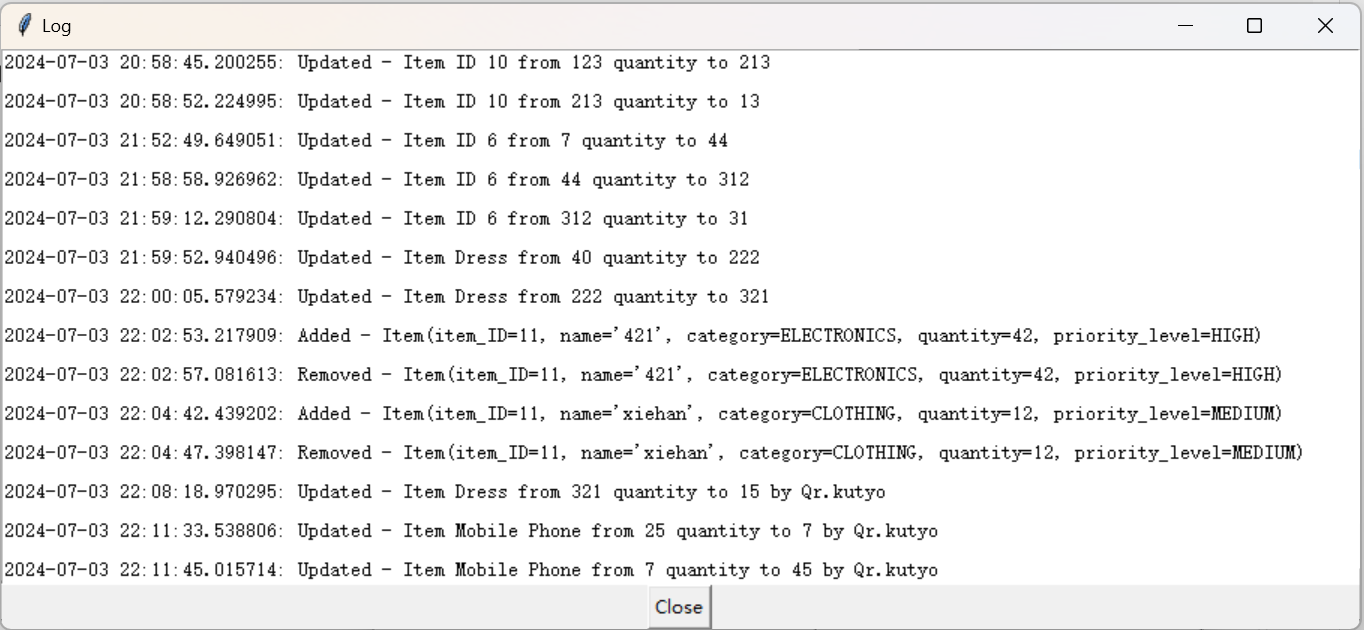 Log
2024-07-03 20:58:45.200255: Updated - Item ID 10 from 123 quantity to 213
2024-07-03 20:58:52.224995: Updated - Item ID 10 from 213 quantity to 13
2024-07-03 21:52:49.649051: Updated - Item ID 6 from 7 quantity to 44
2024-07-03 21:58:58.926962: Updated - Item ID 6 from 44 quantity to 312
2024-07-03 21:59:12.290804: Updated - Item ID 6 from 312 quantity to 31
2024-07-03 21:59:52.940496: Updated - Item Dress from 40 quantity to 222
2024-07-03 22:00:05.579234: Updated - Item Dress from 222 quantity to 321
2024-07-03 22:02:53.217909: Added - Item(item_ID=11, name='421', category=ELECTRONICS, quantity=42, priority_level=HIGH)
2024-07-03 22:02:57.081613: Removed - Item(item_ID=11, name='421', category=ELECTRONICS, quantity=42, priority_level=HIGH)
2024-07-03 22:04:42.439202: Added - Item(item_ID=11, name='xiehan', category=CLOTHING, quantity=12, priority_level=MEDIUM)
2024-07-03 22:04:47.398147: Removed - Item(item_ID=11, name='xiehan', category=CLOTHING, quantity=12, priority_level=MEDIUM)
2024-07-03 22:08:18.970295: Updated - Item Dress from 321 quantity to 15 by Qr.kutyo
2024-07-03 22:11:33.538806: Updated - Item Mobile Phone from 25 quantity to 7 by Qr.kutyo
2024-07-03 22:11:45.015714: Updated - Item Mobile Phone from 7 quantity to 45 by Qr.kutyo
Close